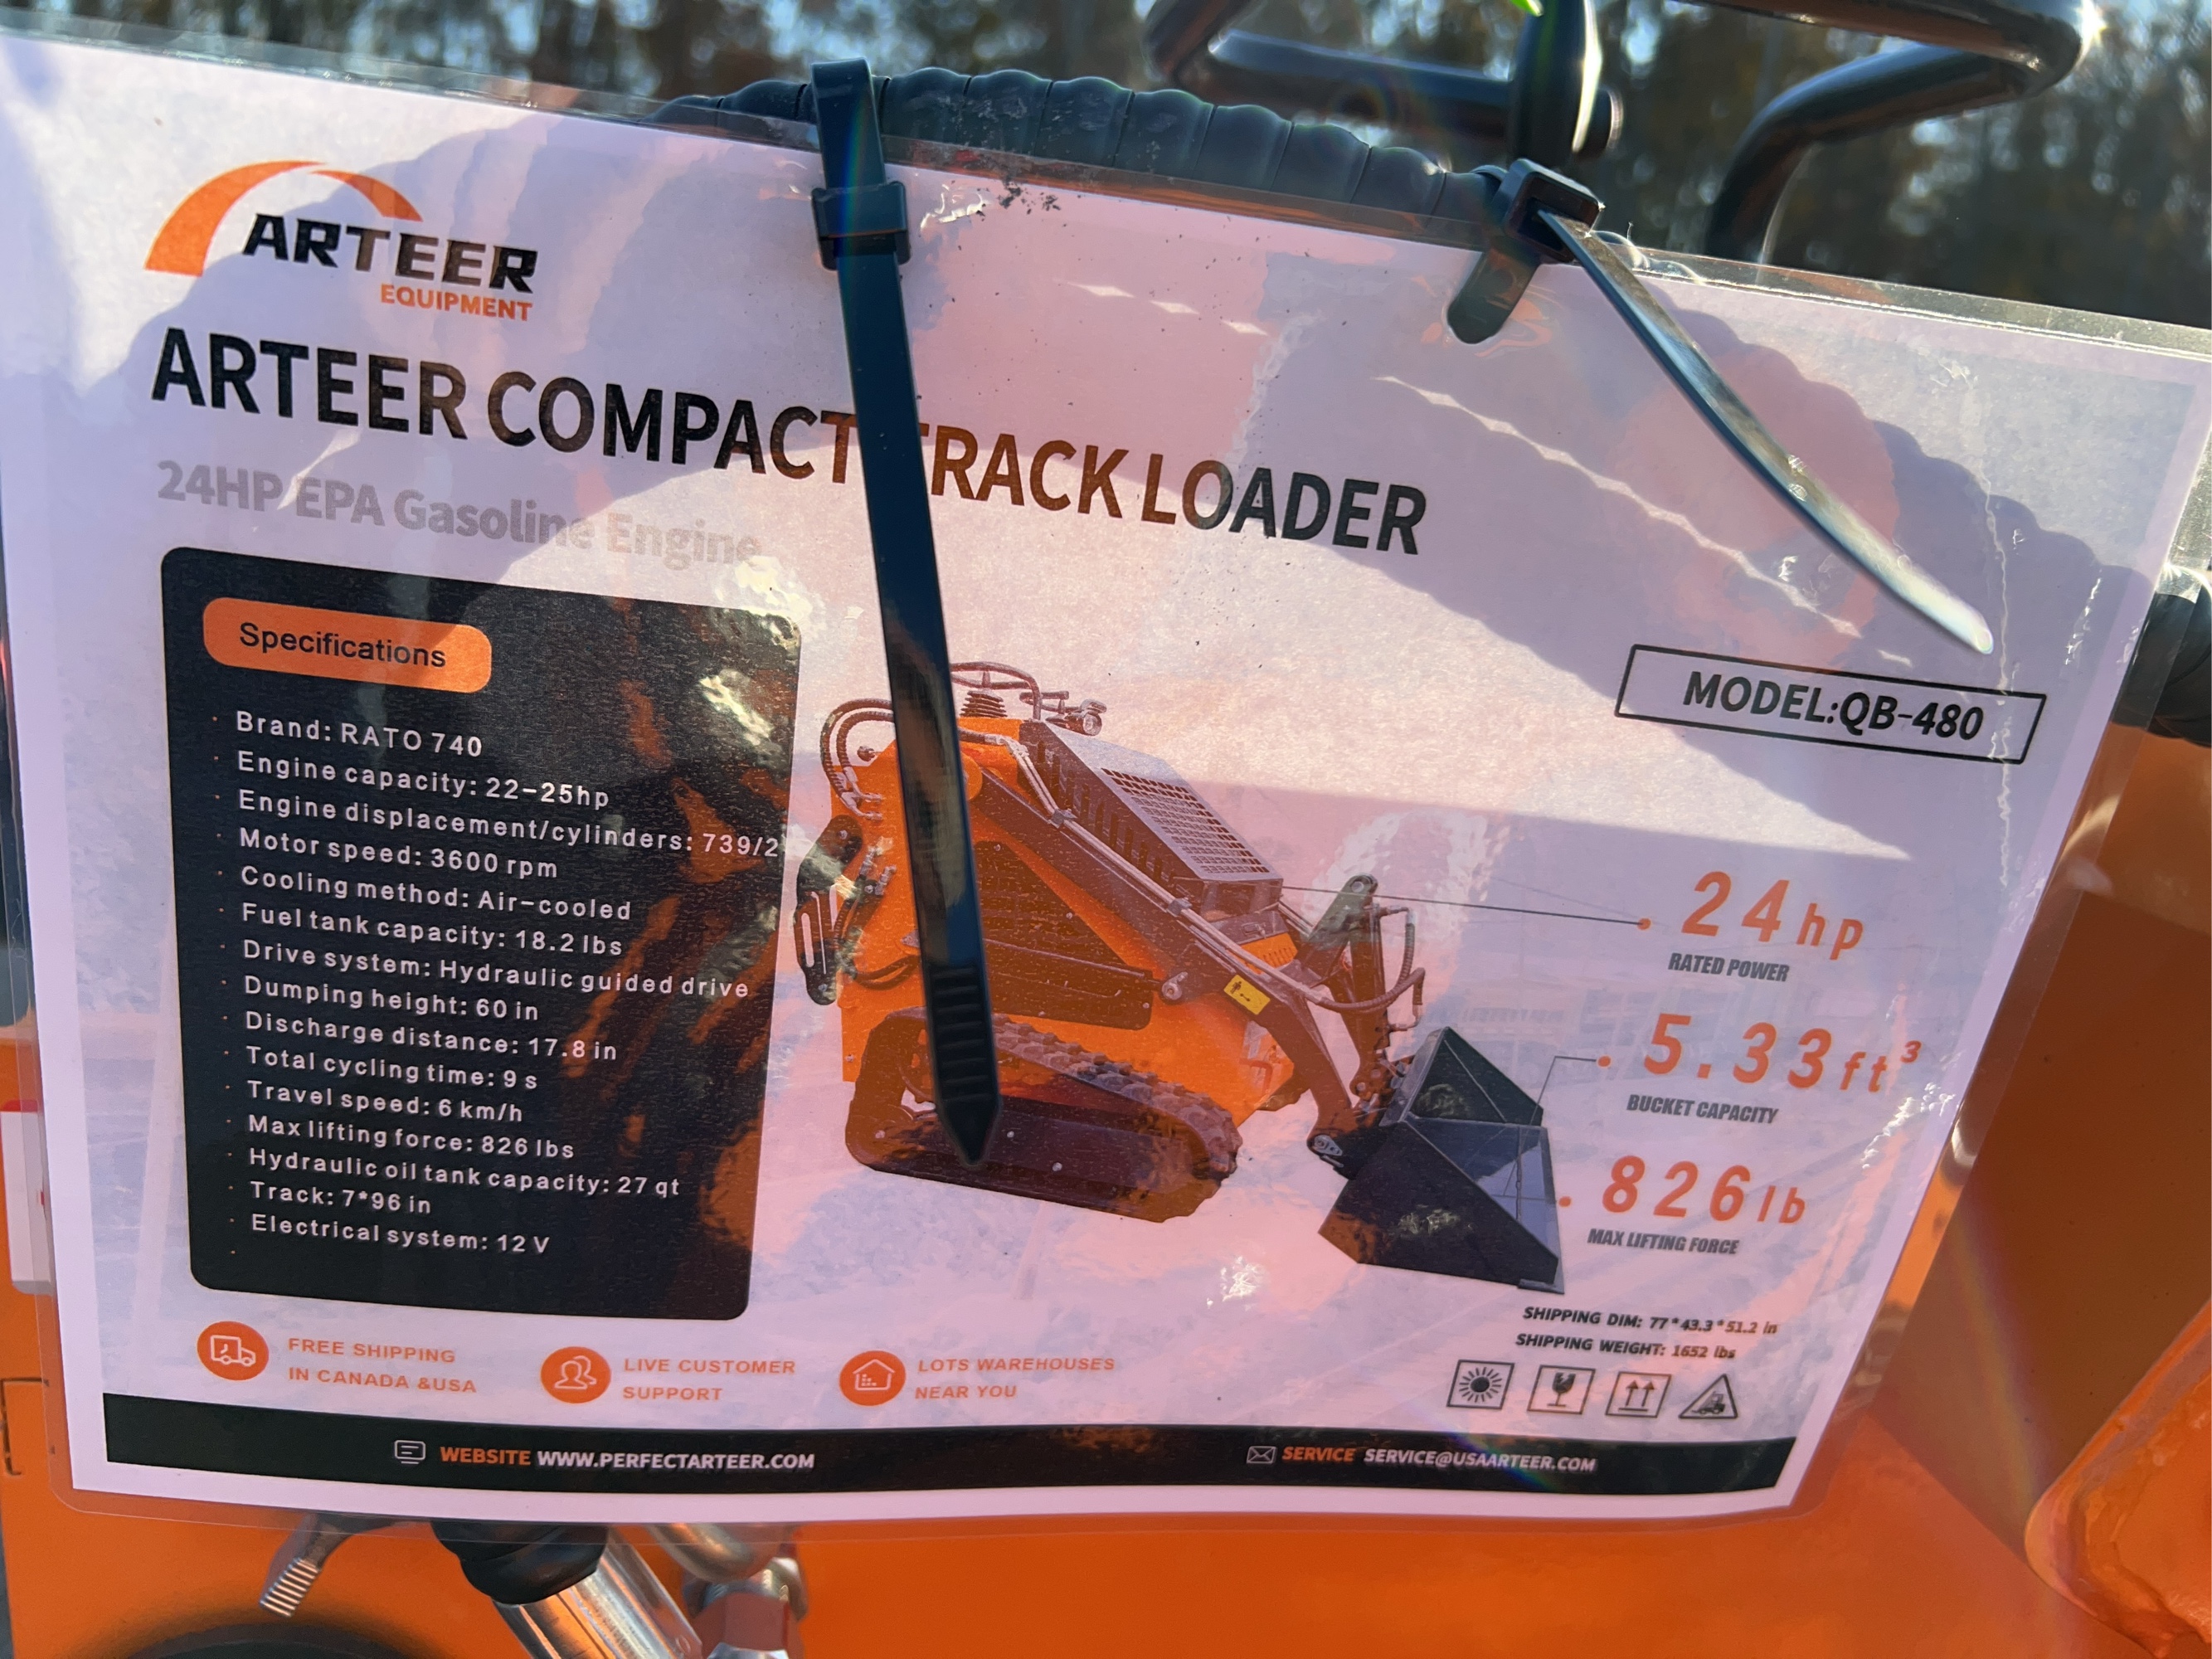 ARTEER
EQUIPMENT
ARTEER COMPACT TRACK LOADER
24HP EPA Gasoline Engine
Specifications
· Brand: RATO 740
· Engine capacity: 22-25hp
· Engine displacement/cylinders: 739/2
· Motor speed: 3600 rpm
· Cooling method: Air-cooled
· Fuel tank capacity: 18.2 lbs
· Drive system: Hydraulic guided drive
· Dumping height: 60 in
· Discharge distance: 17.8 in
· Total cycling time: 9 s
· Travel speed: 6 km/h
· Max lifting force: 826 lbs
· Hydraulic oil tank capacity: 27 qt
· Track: 7*96 in
· Electrical system: 12 V
MODEL:QB-480
24hp
RATED POWER
5.33ft³
BUCKET CAPACITY
826lb
MAX LIFTING FORCE
SHIPPING DIM: 77*43.3*51.2 in
SHIPPING WEIGHT: 1652 lbs
FREE SHIPPING
IN CANADA &USA
LIVE CUSTOMER
SUPPORT
LOTS WAREHOUSES
NEAR YOU
WEBSITE WWW.PERFECTARTEER.COM
SERVICE SERVICE@USAARTEER.COM